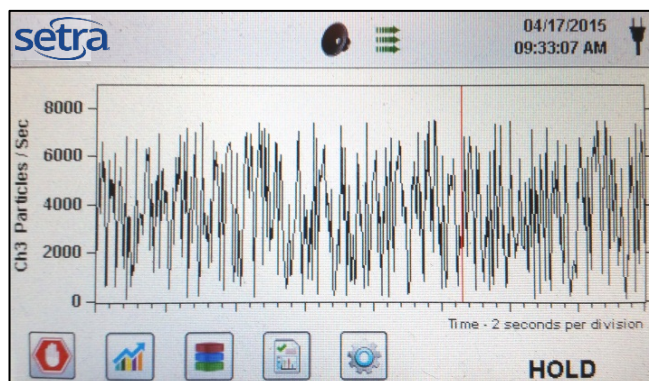 setra
04/17/2015
09:33:07 AM
Ch3 Particles / Sec
8000
6000
4000
2000
0
Time - 2 seconds per division
HOLD